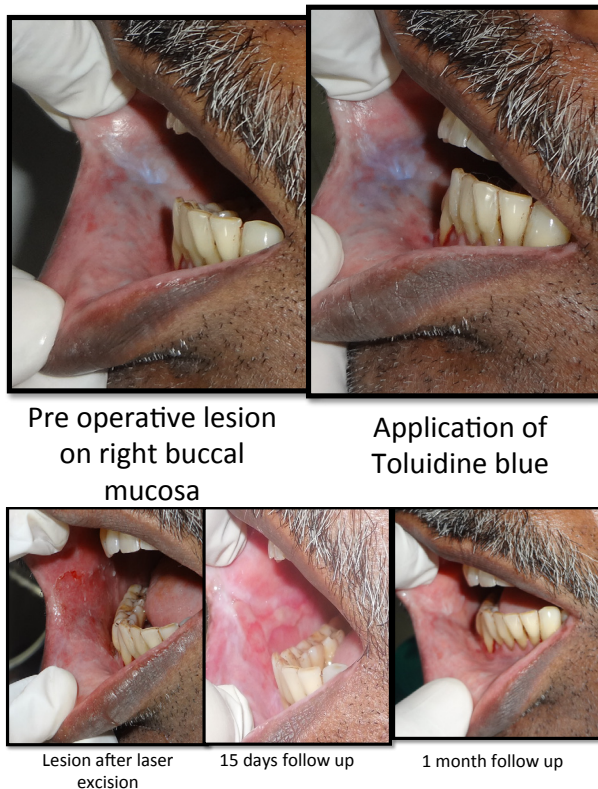 Pre operative lesion
on right buccal
mucosa
Application of
Toluidine blue
Lesion after laser
excision
15 days follow up
1 month follow up